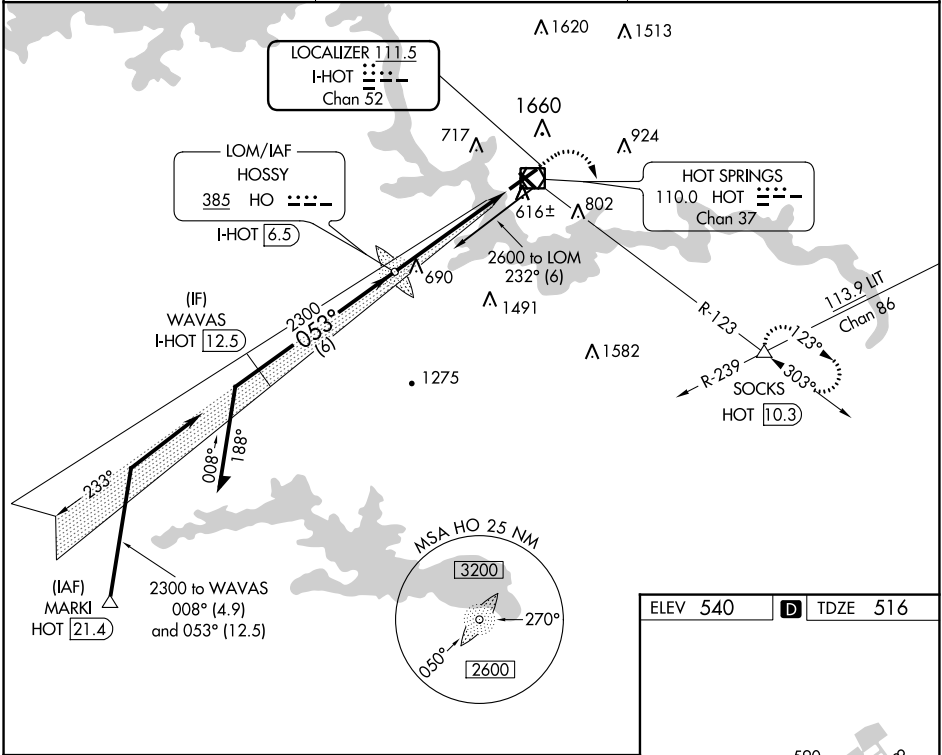 1620
1513
LOCALIZER 111.5
I-HOT
Chan 52
1660
717
924
LOM/IAF
HOSSY
385 HO
I-HOT 6.5
HOT SPRINGS
110.0 HOT
Chan 37
616±
802
2600 to LOM
232° (6)
690
1491
(IF)
WAVAS
I-HOT 12.5
2300
053°
(6)
R-123
113.9 LIT
Chan 86
1582
1275
123°
R-239
303°
SOCKS
HOT 10.3
008°
188°
233°
(IAF)
MARKI
HOT 21.4
2300 to WAVAS
008° (4.9)
and 053° (12.5)
MSA HO 25 NM
3200
270°
050°
2600
ELEV 540
D
TDZE 516